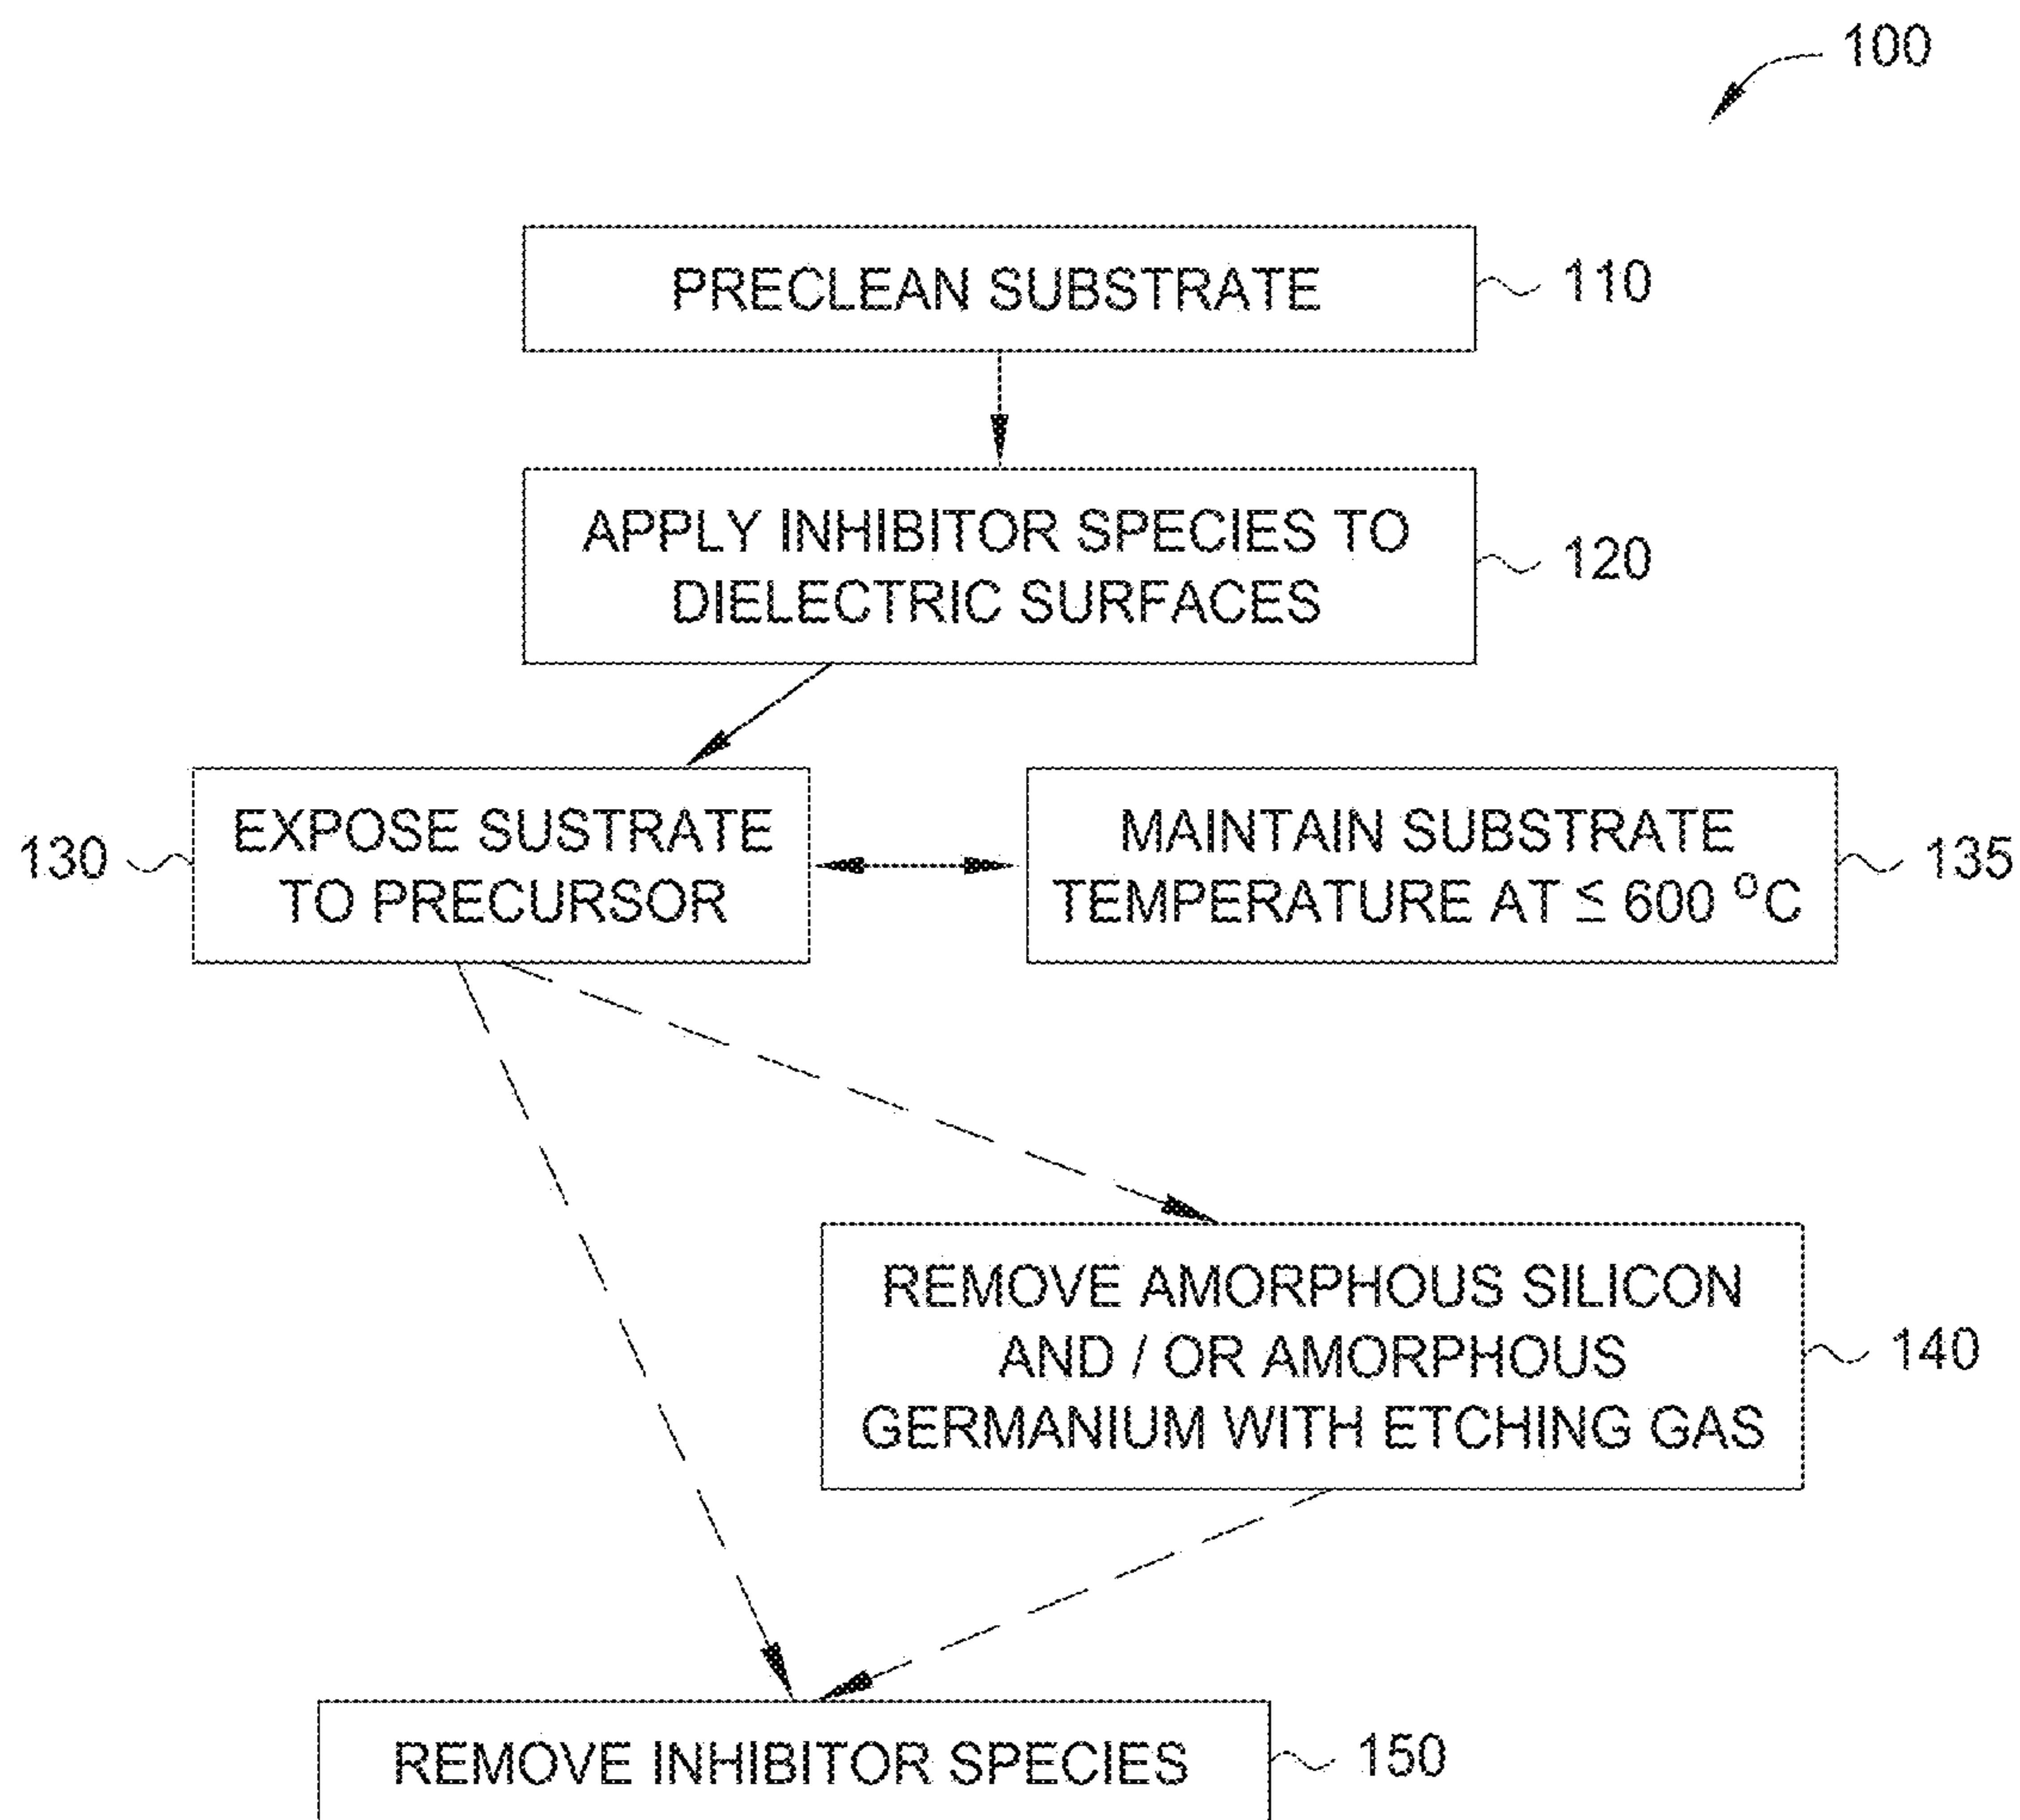 100
PRECLEAN SUBSTRATE
110
APPLY INHIBITOR SPECIES TO
DIELECTRIC SURFACES
120
130
EXPOSE SUSTRATE
TO PRECURSOR
MAINTAIN SUBSTRATE
TEMPERATURE AT ≤ 600 °C
135
REMOVE AMORPHOUS SILICON
AND / OR AMORPHOUS
GERMANIUM WITH ETCHING GAS
140
REMOVE INHIBITOR SPECIES
150